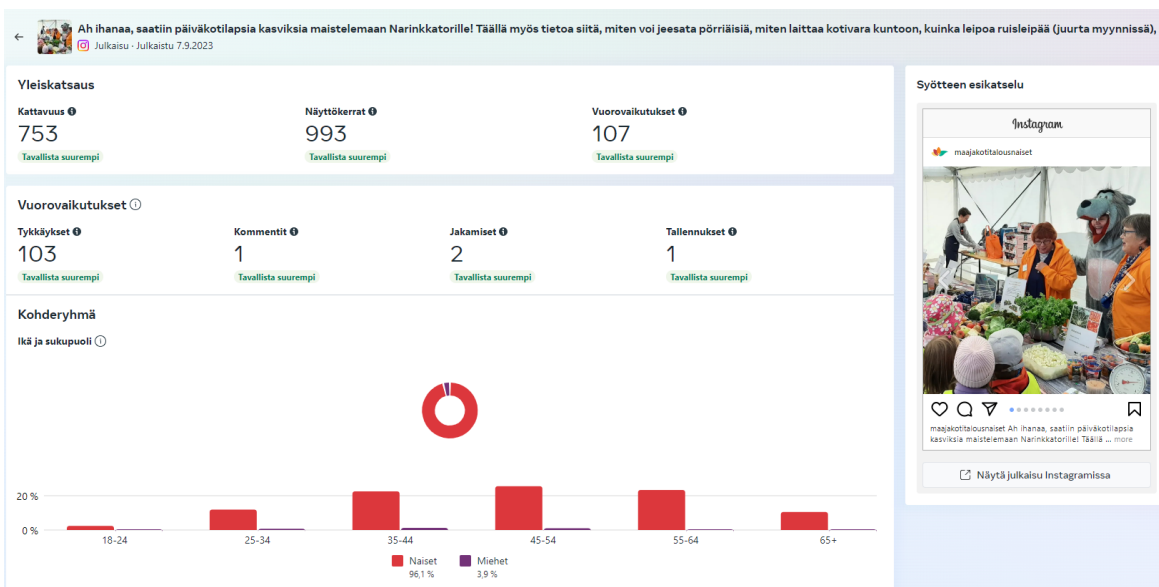 Ah ihanaa, saatiin päiväkotilapsia kasviksia maistelemaan Narinkkatorille! Täällä myös tietoa siitä, miten voi jeesata pörriäisiä, miten laittaa kotivara kuntoon, kuinka leipoa ruisleipää (juurta myynnissä),
Julkaisu · Julkaistu 7.9.2023
Yleiskatsaus
Kattavuus
Näyttökerrat
Vuorovaikutukset
753
993
107
Tavallista suurempi
Tavallista suurempi
Tavallista suurempi
Vuorovaikutukset
Tykkäykset
Kommentit
Jakamiset
Tallennukset
103
1
2
1
Tavallista suurempi
Tavallista suurempi
Tavallista suurempi
Tavallista suurempi
Kohderyhmä
Ikä ja sukupuoli
20 %
0 %
18-24
25-34
35-44
45-54
55-64
65+
Naiset
96,1 %
Miehet
3,9 %
Syötteen esikatselu
Instagram
maajakotitalousnaiset
maajakotitalousnaiset Ah ihanaa, saatiin päiväkotilapsia
kasviksia maistelemaan Narinkkatorille! Täällä ... more
Näytä julkaisu Instagramissa